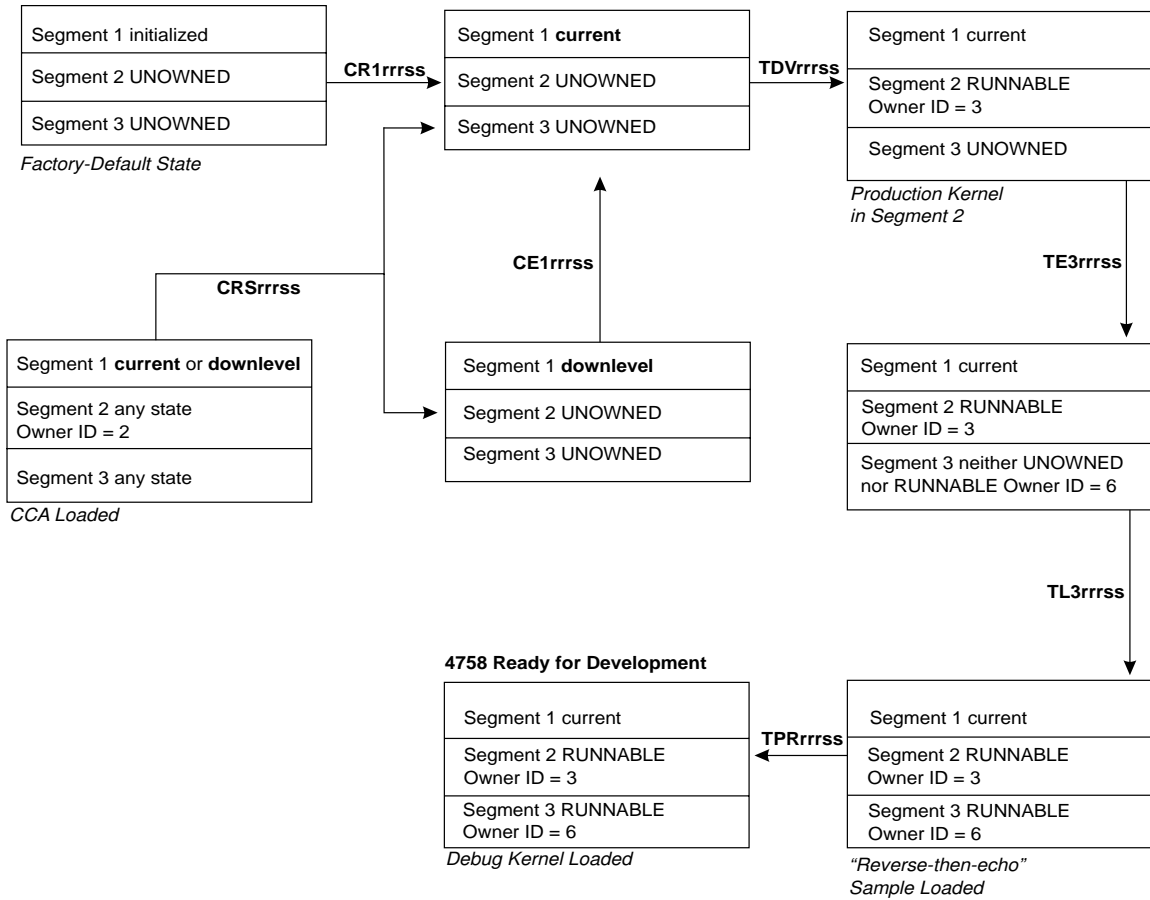 Segment 1 initialized
Segment 2 UNOWNED
Segment 3 UNOWNED
Factory-Default State
CR1rrrss
Segment 1 current
Segment 2 UNOWNED
Segment 3 UNOWNED
TDVrrrss
Segment 1 current
Segment 2 RUNNABLE
Owner ID = 3
Segment 3 UNOWNED
Production Kernel
in Segment 2
CRSrrrss
CE1rrrss
TE3rrrss
Segment 1 current or downlevel
Segment 2 any state
Owner ID = 2
Segment 3 any state
CCA Loaded
Segment 1 downlevel
Segment 2 UNOWNED
Segment 3 UNOWNED
Segment 1 current
Segment 2 RUNNABLE
Owner ID = 3
Segment 3 neither UNOWNED
nor RUNNABLE Owner ID = 6
TL3rrrss
4758 Ready for Development
Segment 1 current
Segment 2 RUNNABLE
Owner ID = 3
Segment 3 RUNNABLE
Owner ID = 6
Debug Kernel Loaded
TPRrrrss
Segment 1 current
Segment 2 RUNNABLE
Owner ID = 3
Segment 3 RUNNABLE
Owner ID = 6
“Reverse-then-echo”
Sample Loaded